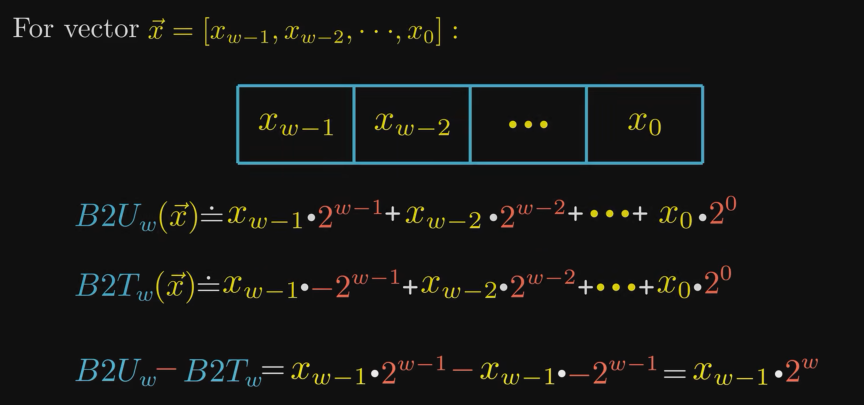 For vector x⃗ = [x_{w−1}, x_{w−2}, ···, x_0] :
x_{w−1} x_{w−2} ••• x_0
B2U_w(x⃗) ≐ x_{w−1}•2^{w−1}+x_{w−2}•2^{w−2}+•••+ x_0•2^0
B2T_w(x⃗) ≐ x_{w−1}•−2^{w−1}+x_{w−2}•2^{w−2}+•••+x_0•2^0
B2U_w− B2T_w= x_{w−1}•2^{w−1}− x_{w−1}•−2^{w−1} = x_{w−1}•2^w